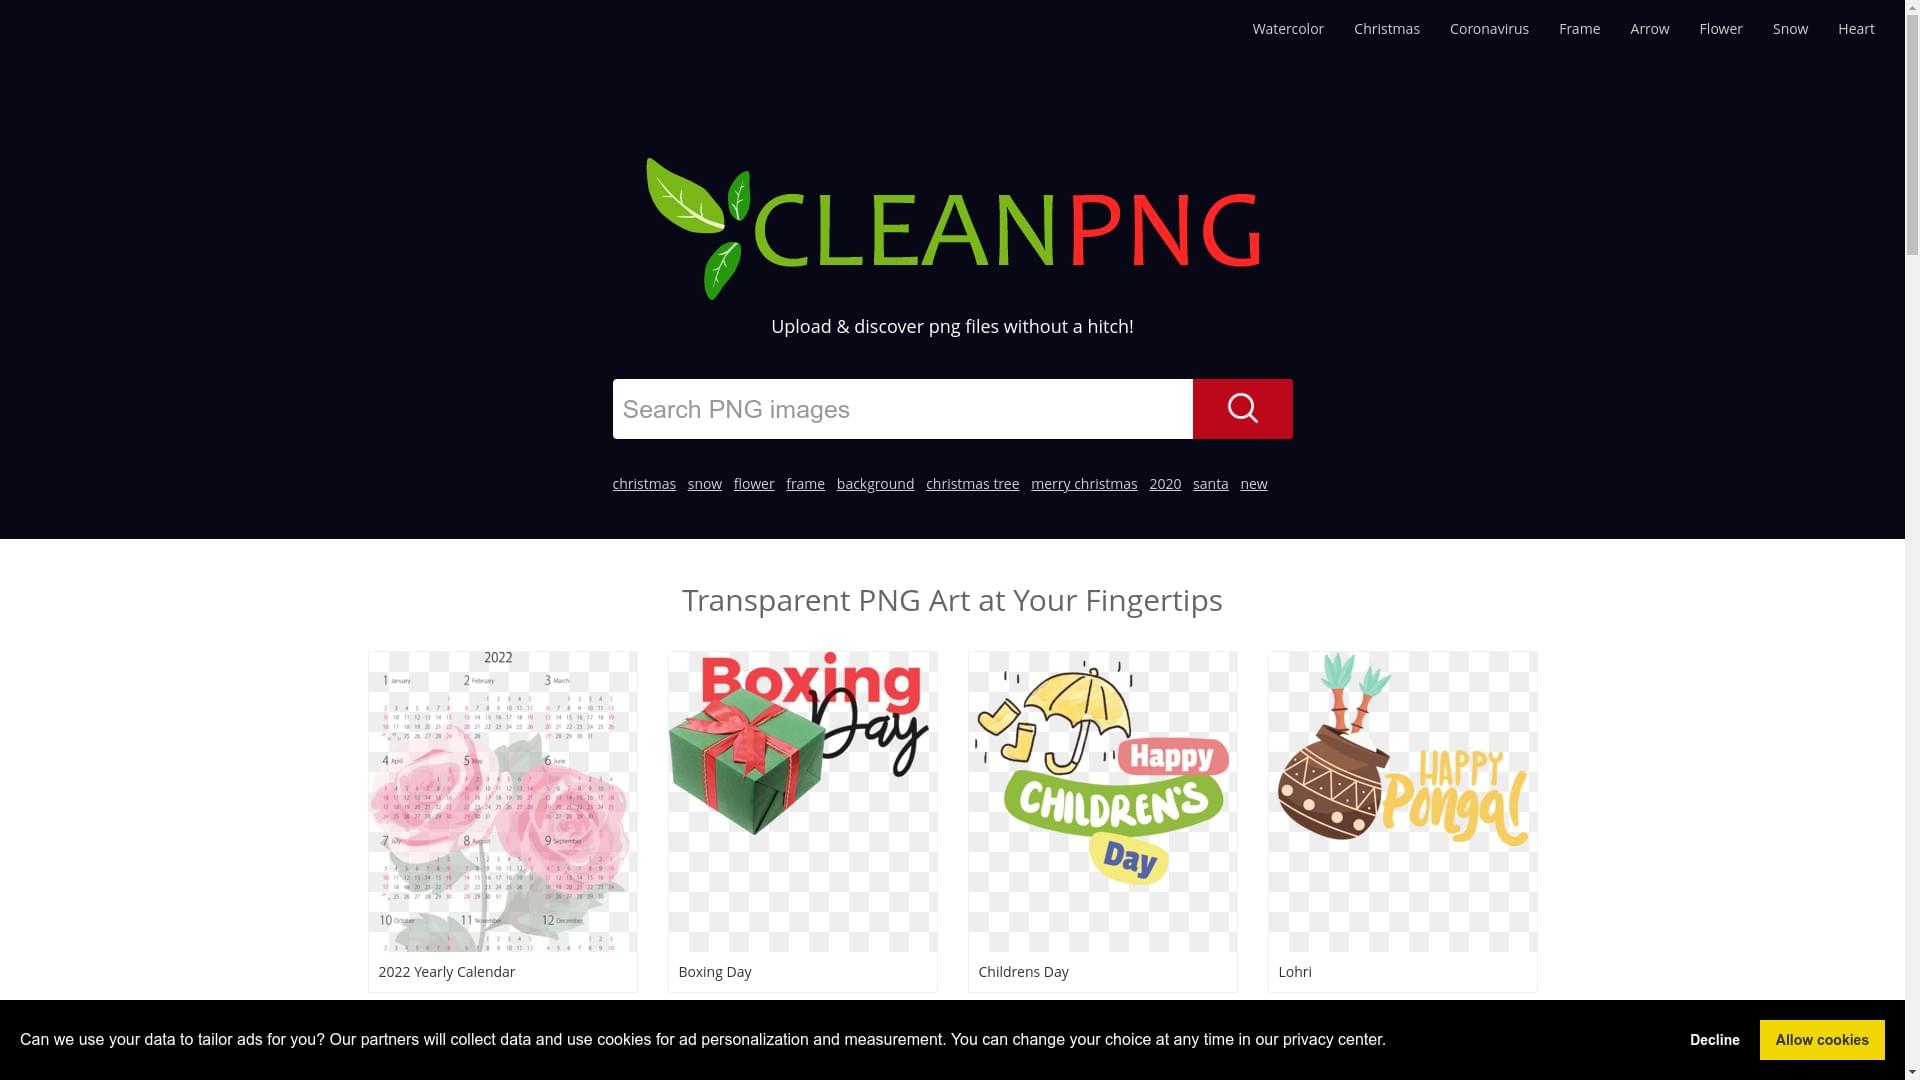 Watercolor Christmas Coronavirus Frame Arrow Flower Snow Heart
CLEANPNG
Upload & discover png files without a hitch!
Search PNG images
christmas snow flower frame background christmas tree merry christmas 2020 santa new
Transparent PNG Art at Your Fingertips
2022
1 January 2 February 3 March
4 April 5 May 6 June
7 July 8 August 9 September
10 October 11 November 12 December
2022 Yearly Calendar
Boxing
Day
Boxing Day
Happy
CHILDREN'S
Day
Childrens Day
HAPPY
Pongal
Lohri
Can we use your data to tailor ads for you? Our partners will collect data and use cookies for ad personalization and measurement. You can change your choice at any time in our privacy center.
Decline
Allow cookies